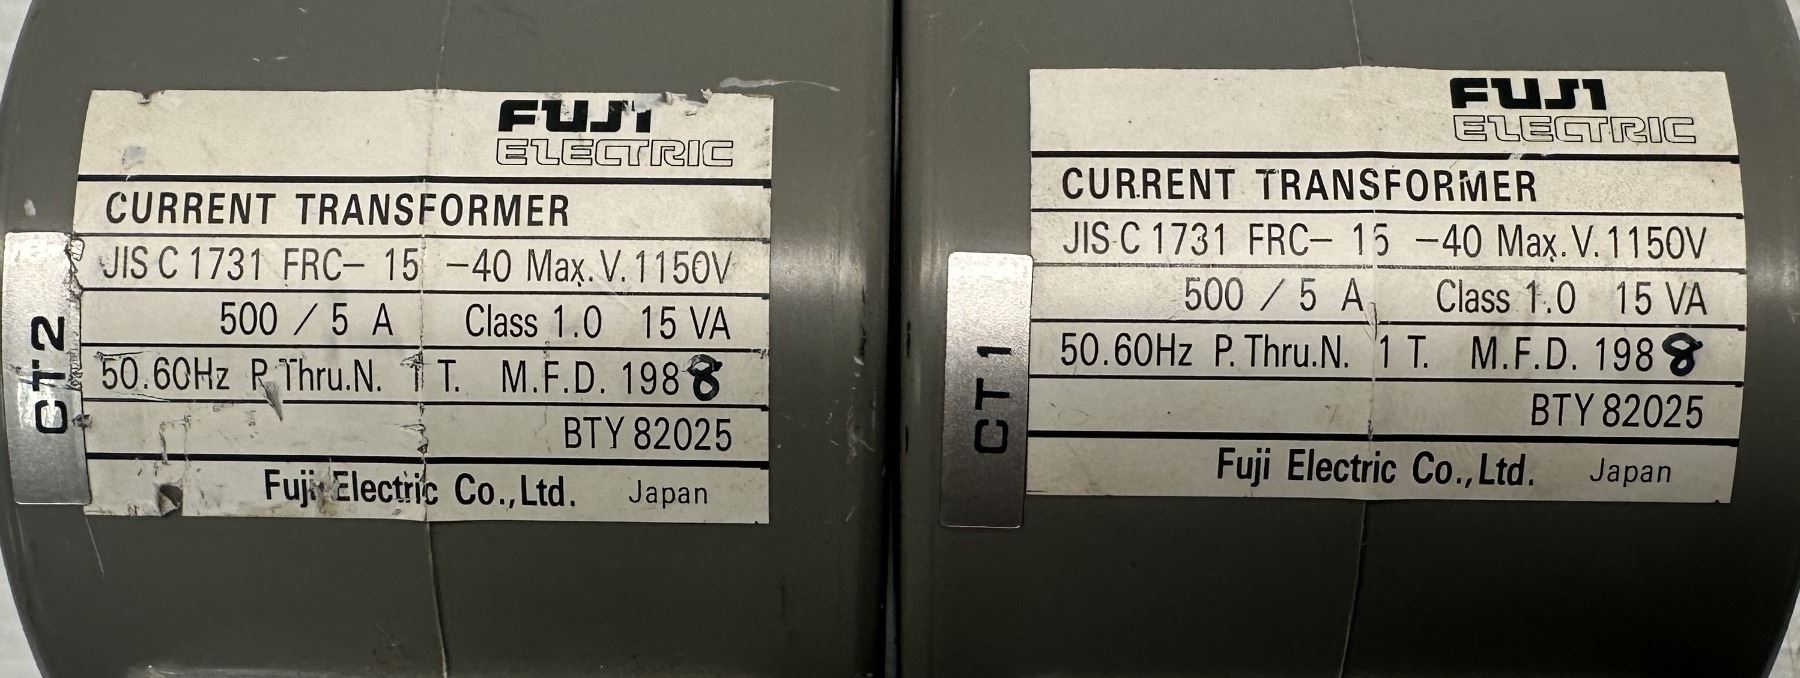 CT2
FUJI
ELECTRIC
CURRENT TRANSFORMER
JIS C 1731 FRC- 15 -40 Max.V.1150V
500 / 5 A Class 1.0 15 VA
50.60Hz P.Thru.N. 1 T. M.F.D. 1988
BTY 82025
Fuji Electric Co.,Ltd. Japan
CT1
FUJI
ELECTRIC
CURRENT TRANSFORMER
JIS C 1731 FRC- 15 -40 Max.V.1150V
500 / 5 A Class 1.0 15 VA
50.60Hz P.Thru.N. 1 T. M.F.D. 1988
BTY 82025
Fuji Electric Co.,Ltd. Japan